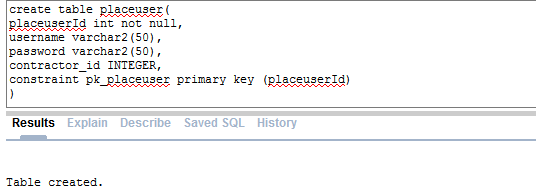 create table placeuser(
placeuserId int not null,
username varchar2(50),
password varchar2(50),
contractor_id INTEGER,
constraint pk_placeuser primary key (placeuserId)
)
Results Explain Describe Saved SQL History
Table created.